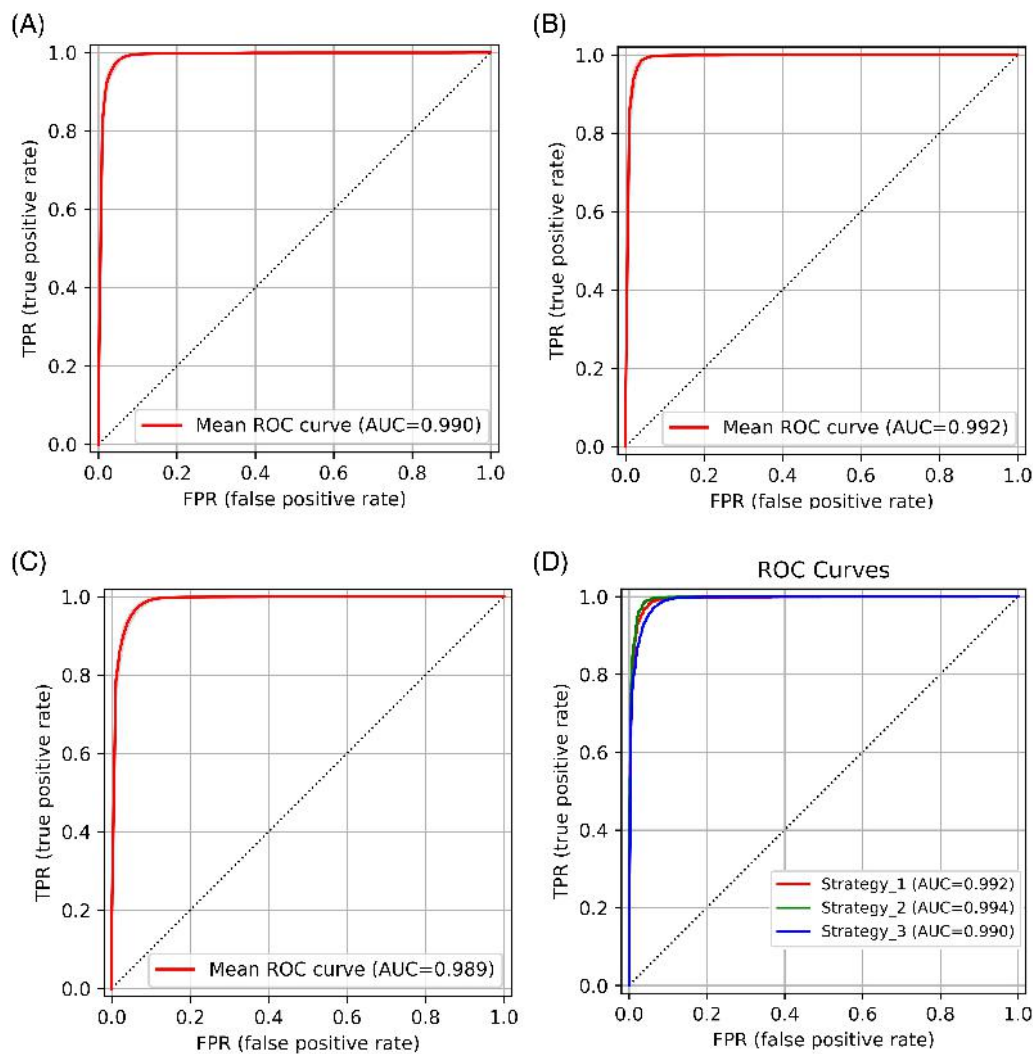 (A)
1.0
0.8
0.6
0.4
0.2
0.0
TPR (true positive rate)
Mean ROC curve (AUC=0.990)
0.0 0.2 0.4 0.6 0.8 1.0
FPR (false positive rate)
(B)
1.0
0.8
0.6
0.4
0.2
0.0
TPR (true positive rate)
Mean ROC curve (AUC=0.992)
0.0 0.2 0.4 0.6 0.8 1.0
FPR (false positive rate)
(C)
1.0
0.8
0.6
0.4
0.2
0.0
TPR (true positive rate)
Mean ROC curve (AUC=0.989)
0.0 0.2 0.4 0.6 0.8 1.0
FPR (false positive rate)
(D)
ROC Curves
1.0
0.8
0.6
0.4
0.2
0.0
TPR (true positive rate)
Strategy_1 (AUC=0.992)
Strategy_2 (AUC=0.994)
Strategy_3 (AUC=0.990)
0.0 0.2 0.4 0.6 0.8 1.0
FPR (false positive rate)